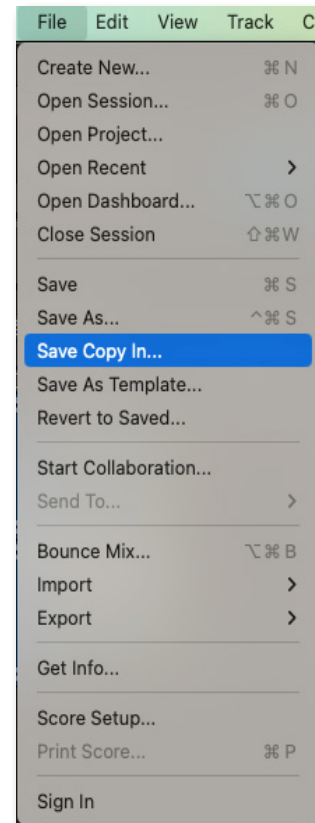 File Edit View Track C
Create New... ⌘ N
Open Session... ⌘ O
Open Project...
Open Recent >
Open Dashboard... ⌥⌘ O
Close Session ⇧⌘ W
Save ⌘ S
Save As... ^⌘ S
Save Copy In...
Save As Template...
Revert to Saved...
Start Collaboration...
Send To... >
Bounce Mix... ⌥⌘ B
Import >
Export >
Get Info...
Score Setup...
Print Score... ⌘ P
Sign In